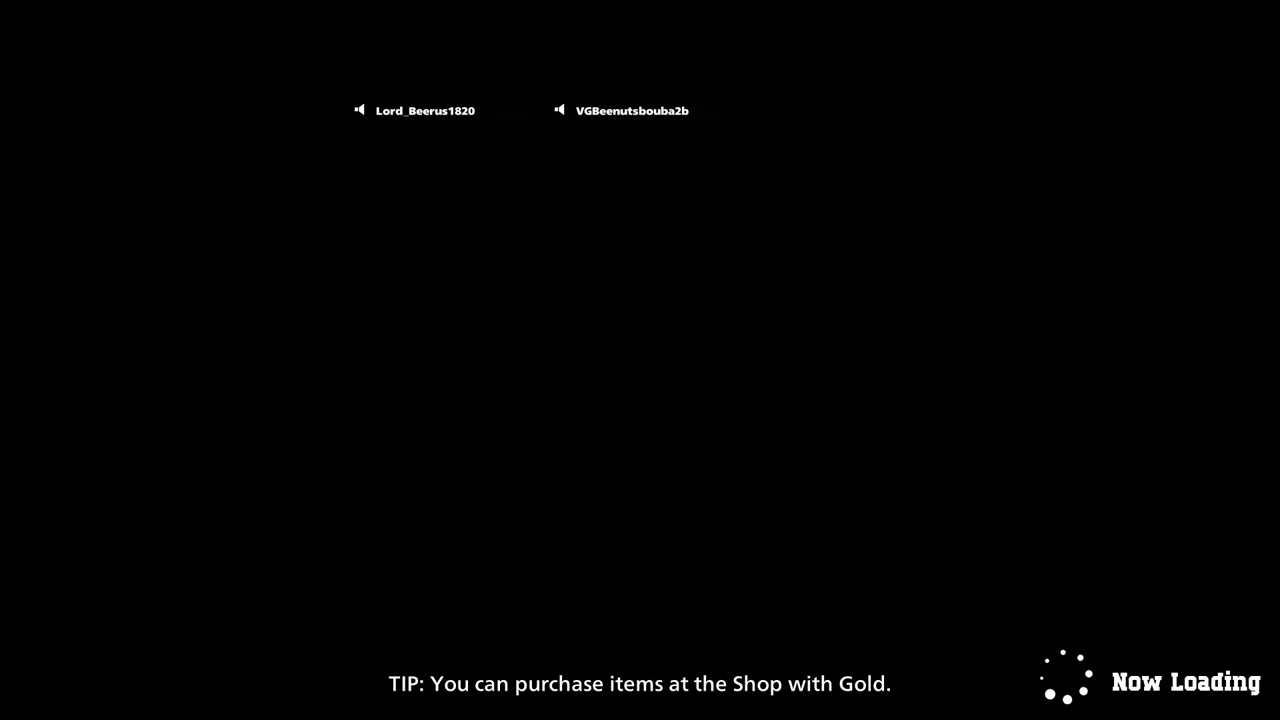 Lord_Beerus1820
VGBeenutsbouba2b
TIP: You can purchase items at the Shop with Gold.
Now Loading